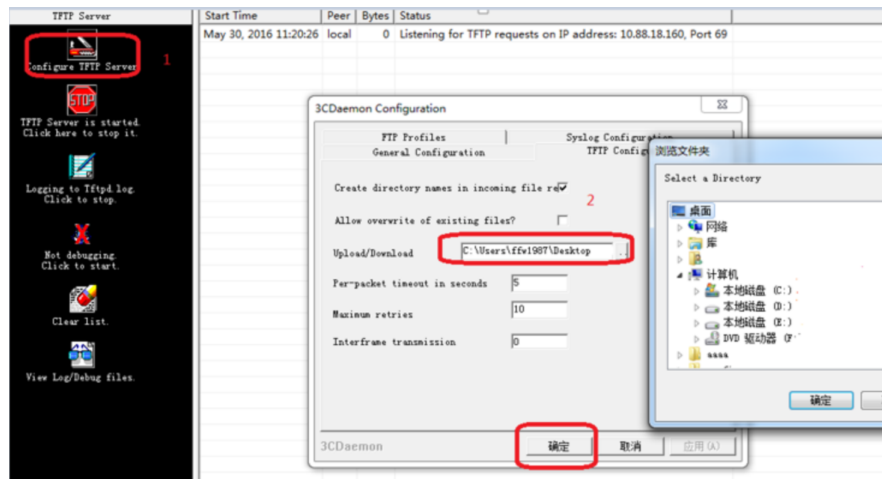 TFTP Server
Start Time Peer Bytes Status
May 30, 2016 11:20:26 local 0 Listening for TFTP requests on IP address: 10.88.18.160, Port 69
Configure TFTP Server
1
TFTP Server is started.
Click here to stop it.
Logging to Tftpd.log.
Click to stop.
Not debugging.
Click to start.
Clear list.
View Log/Debug files.
3CDaemon Configuration
FTP Profiles Syslog Configuration
General Configuration TFTP Config
Create directory names in incoming file re
2
Allow overwrite of existing files?
Upload/Download C:\Users\ffw1987\Desktop ..
Per-packet timeout in seconds 5
Maximum retries 10
Interframe transmission 0
3CDaemon 确定 取消 应用(A)
浏览文件夹
Select a Directory
桌面
网络
库
计算机
本地磁盘 (C:)
本地磁盘 (D:)
本地磁盘 (E:)
DVD 驱动器 (F:
aaaa
确定